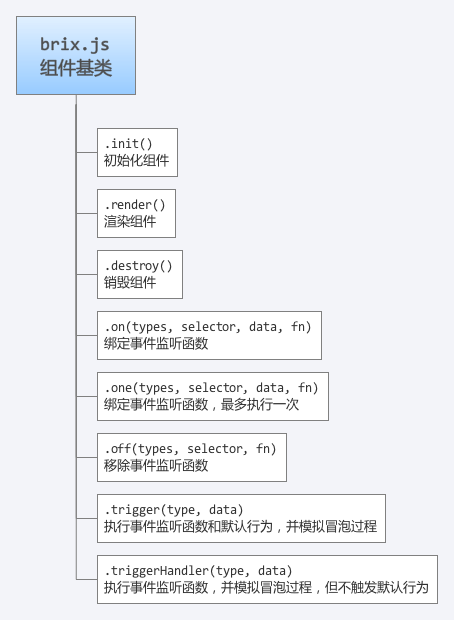 brix.js
组件基类
.init()
初始化组件
.render()
渲染组件
.destroy()
销毁组件
.on(types, selector, data, fn)
绑定事件监听函数
.one(types, selector, data, fn)
绑定事件监听函数，最多执行一次
.off(types, selector, fn)
移除事件监听函数
.trigger(type, data)
执行事件监听函数和默认行为，并模拟冒泡过程
.triggerHandler(type, data)
执行事件监听函数，并模拟冒泡过程，但不触发默认行为